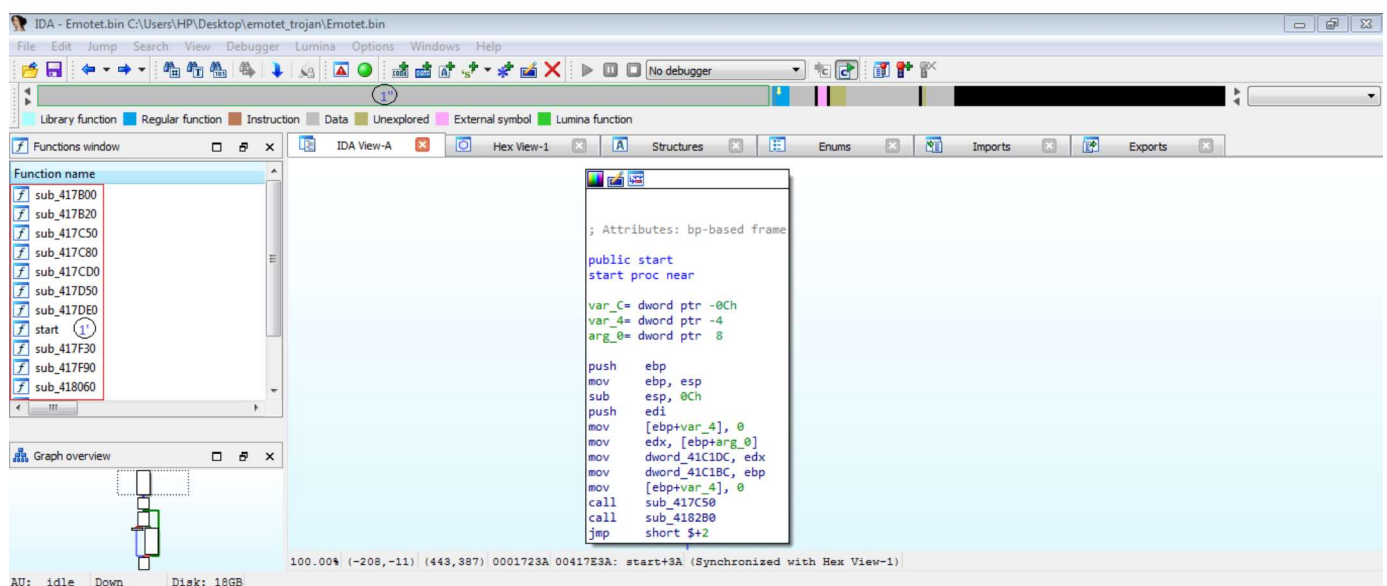 IDA - Emotet.bin C:\Users\HP\Desktop\emotet_trojan\Emotet.bin
File Edit Jump Search View Debugger Lumina Options Windows Help
No debugger
1"
Library function Regular function Instruction Data Unexplored External symbol Lumina function
Functions window
IDA View-A Hex View-1 Structures Enums Imports Exports
Function name
sub_417B00
sub_417B20
sub_417C50
sub_417C80
sub_417CD0
sub_417D50
sub_417DE0
start 1'
sub_417F30
sub_417F90
sub_418060
Graph overview
; Attributes: bp-based frame
public start
start proc near
var_C= dword ptr -0Ch
var_4= dword ptr -4
arg_0= dword ptr 8
push ebp
mov ebp, esp
sub esp, 0Ch
push edi
mov [ebp+var_4], 0
mov edx, [ebp+arg_0]
mov dword_41C1DC, edx
mov dword_41C1BC, ebp
mov [ebp+var_4], 0
call sub_417C50
call sub_4182B0
jmp short $+2
100.00% (-208,-11) (443,387) 0001723A 00417E3A: start+3A (Synchronized with Hex View-1)
AU: idle Down Disk: 18GB